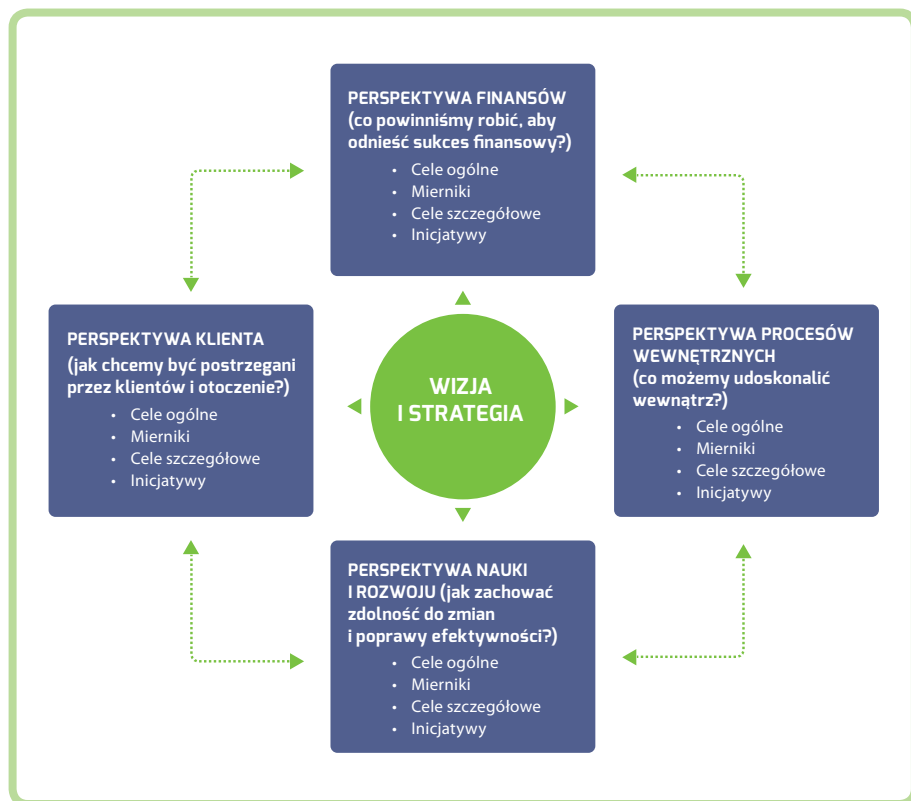 PERSPEKTYWA FINANSÓW
(co powinniśmy robić, aby
odnieść sukces finansowy?)
• Cele ogólne
• Mierniki
• Cele szczegółowe
• Inicjatywy
PERSPEKTYWA KLIENTA
(jak chcemy być postrzegani
przez klientów i otoczenie?)
• Cele ogólne
• Mierniki
• Cele szczegółowe
• Inicjatywy
WIZJA
I STRATEGIA
PERSPEKTYWA PROCESÓW
WEWNĘTRZNYCH
(co możemy udoskonalić
wewnątrz?)
• Cele ogólne
• Mierniki
• Cele szczegółowe
• Inicjatywy
PERSPEKTYWA NAUKI
I ROZWOJU (jak zachować
zdolność do zmian
i poprawy efektywności?)
• Cele ogólne
• Mierniki
• Cele szczegółowe
• Inicjatywy